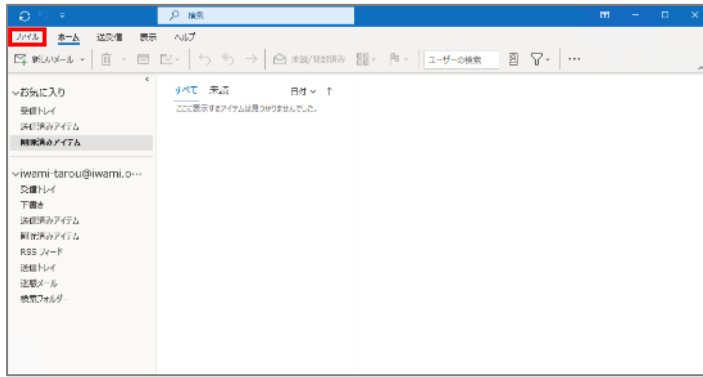 検索
ファイル ホーム 送受信 表示 ヘルプ
新しいメール 未読/開封済み ユーザーの検索 …
お気に入り
受信トレイ
送信済みアイテム
削除済みアイテム
すべて 未読 日付 ↑
ここに表示するアイテムは見つかりませんでした。
iwami-tarou@iwami.o…
受信トレイ
下書き
送信済みアイテム
削除済みアイテム
RSS フィード
送信トレイ
迷惑メール
検索フォルダー